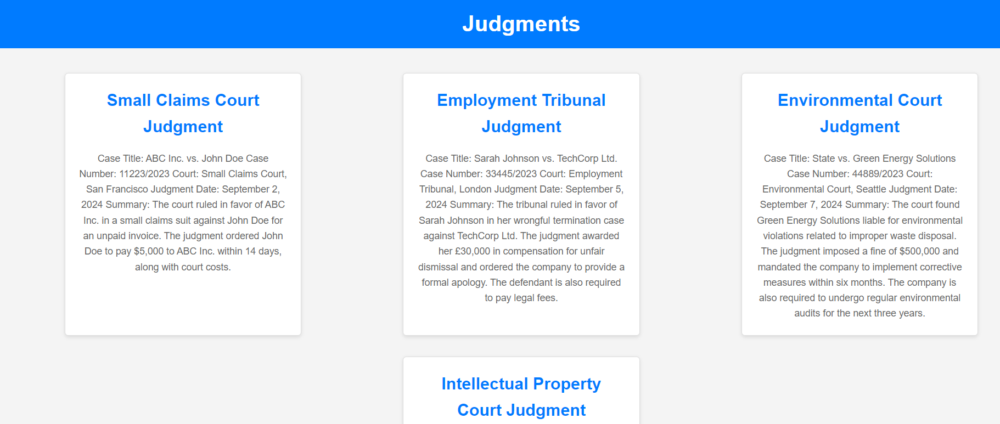 Judgments
Small Claims Court
Judgment
Case Title: ABC Inc. vs. John Doe Case
Number: 11223/2023 Court: Small Claims Court,
San Francisco Judgment Date: September 2,
2024 Summary: The court ruled in favor of ABC
Inc. in a small claims suit against John Doe for
an unpaid invoice. The judgment ordered John
Doe to pay $5,000 to ABC Inc. within 14 days,
along with court costs.
Employment Tribunal
Judgment
Case Title: Sarah Johnson vs. TechCorp Ltd.
Case Number: 33445/2023 Court: Employment
Tribunal, London Judgment Date: September 5,
2024 Summary: The tribunal ruled in favor of
Sarah Johnson in her wrongful termination case
against TechCorp Ltd. The judgment awarded
her £30,000 in compensation for unfair
dismissal and ordered the company to provide a
formal apology. The defendant is also required
to pay legal fees.
Environmental Court
Judgment
Case Title: State vs. Green Energy Solutions
Case Number: 44889/2023 Court:
Environmental Court, Seattle Judgment Date:
September 7, 2024 Summary: The court found
Green Energy Solutions liable for environmental
violations related to improper waste disposal.
The judgment imposed a fine of $500,000 and
mandated the company to implement corrective
measures within six months. The company is
also required to undergo regular environmental
audits for the next three years.
Intellectual Property
Court Judgment